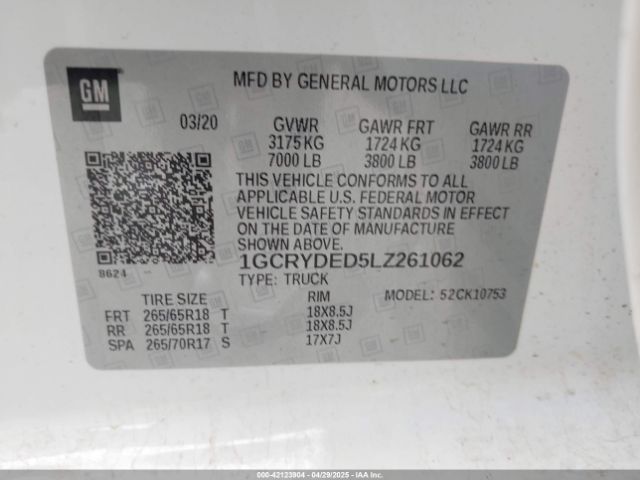 GM
MFD BY GENERAL MOTORS LLC
03/20 GVWR GAWR FRT GAWR RR
3175 KG 1724 KG 1724 KG
7000 LB 3800 LB 3800 LB
THIS VEHICLE CONFORMS TO ALL
APPLICABLE U.S. FEDERAL MOTOR
VEHICLE SAFETY STANDARDS IN EFFECT
ON THE DATE OF MANUFACTURE
SHOWN ABOVE.
8624
1GCRYDED5LZ261062
TYPE: TRUCK
MODEL: 52CK10753
TIRE SIZE RIM
FRT 265/65R18 T 18X8.5J
RR 265/65R18 T 18X8.5J
SPA 265/70R17 S 17X7J
000-42123904 - 04/29/2025 - IAAI.COM